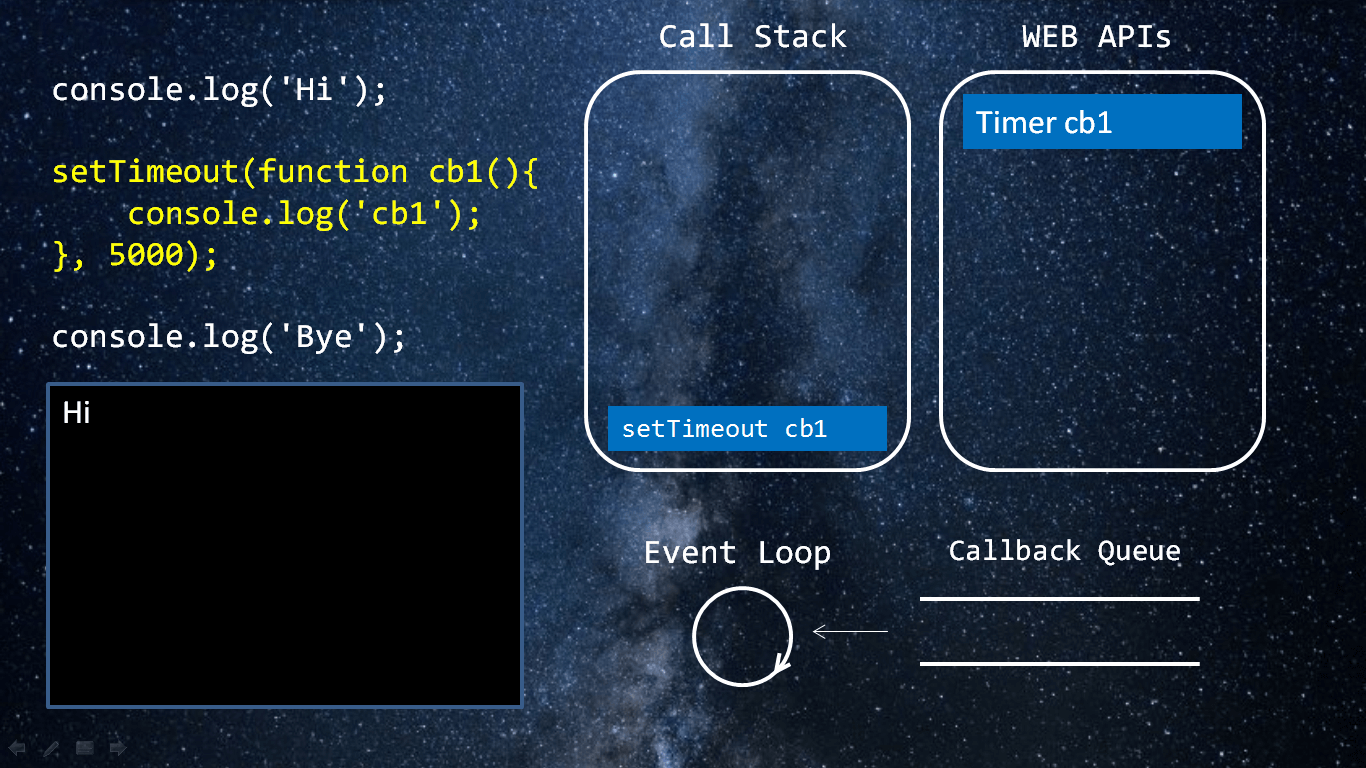 Call Stack
WEB APIs
console.log('Hi');
setTimeout(function cb1(){
    console.log('cb1');
}, 5000);
console.log('Bye');
Timer cb1
Hi
setTimeout cb1
Event Loop
Callback Queue